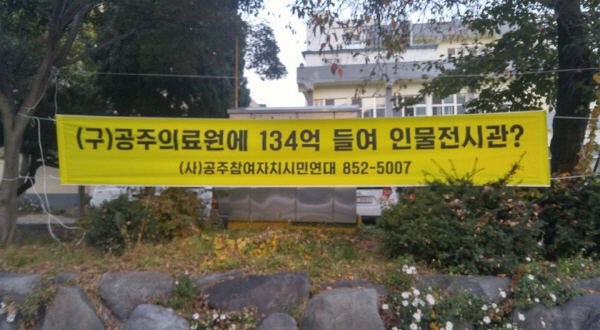 (구)공주의료원에 134억 들여 인물전시관?
(사)공주참여자치시민연대 852-5007